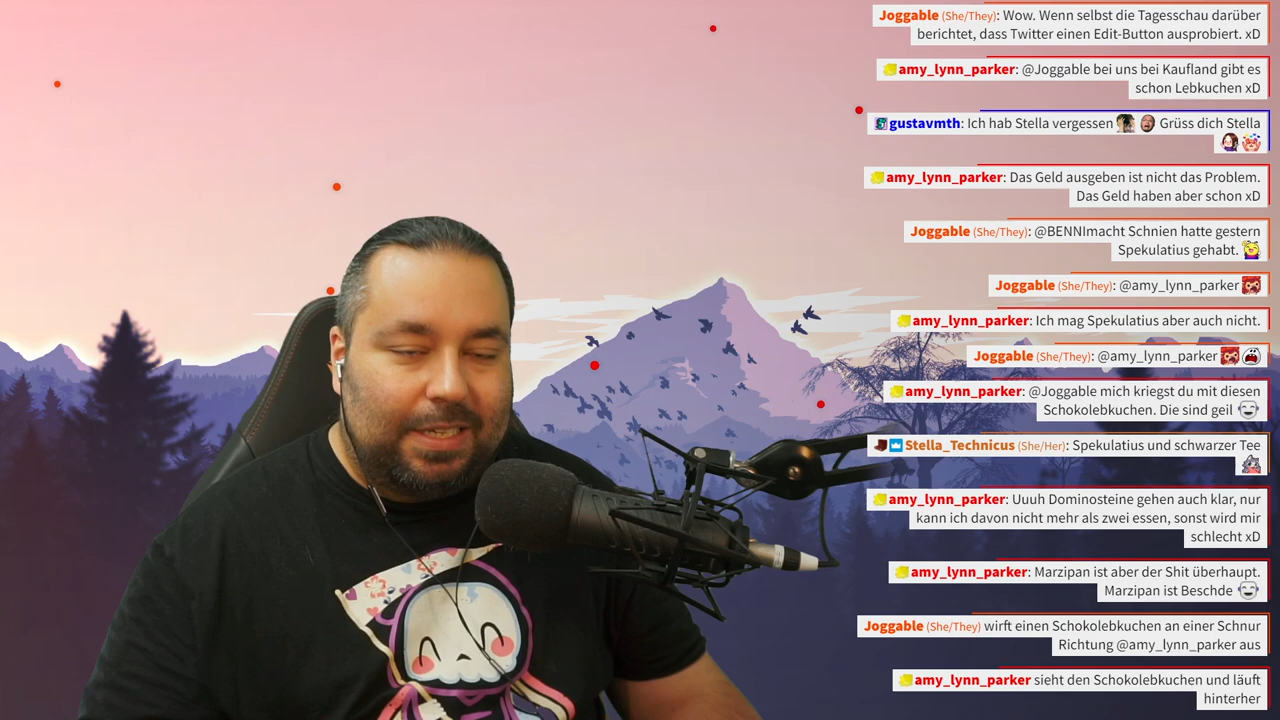 Joggable (She/They): Wow. Wenn selbst die Tagesschau darüber
berichtet, dass Twitter einen Edit-Button ausprobiert. xD
amy_lynn_parker: @Joggable bei uns bei Kaufland gibt es
schon Lebkuchen xD
gustavmth: Ich hab Stella vergessen Grüss dich Stella
amy_lynn_parker: Das Geld ausgeben ist nicht das Problem.
Das Geld haben aber schon xD
Joggable (She/They): @BENNImacht Schnien hatte gestern
Spekulatius gehabt.
Joggable (She/They): @amy_lynn_parker
amy_lynn_parker: Ich mag Spekulatius aber auch nicht.
Joggable (She/They): @amy_lynn_parker
amy_lynn_parker: @Joggable mich kriegst du mit diesen
Schokolebkuchen. Die sind geil
Stella_Technicus (She/Her): Spekulatius und schwarzer Tee
amy_lynn_parker: Uuuh Dominosteine gehen auch klar, nur
kann ich davon nicht mehr als zwei essen, sonst wird mir
schlecht xD
amy_lynn_parker: Marzipan ist aber der Shit überhaupt.
Marzipan ist Beschde
Joggable (She/They) wirft einen Schokolebkuchen an einer Schnur
Richtung @amy_lynn_parker aus
amy_lynn_parker sieht den Schokolebkuchen und läuft
hinterher